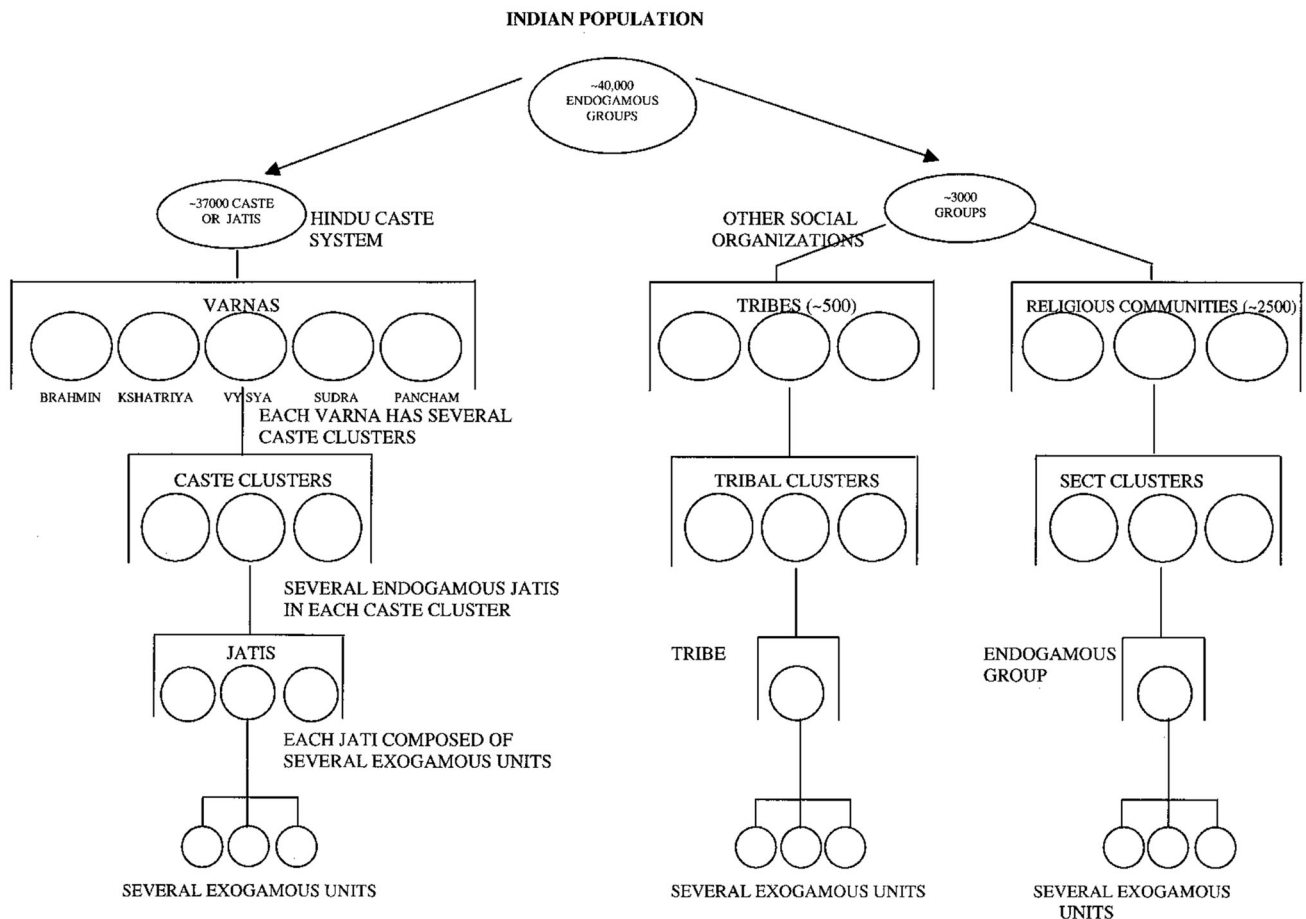 INDIAN POPULATION
~40,000
ENDOGAMOUS
GROUPS
~37000 CASTE
OR JATIS
HINDU CASTE
SYSTEM
OTHER SOCIAL
ORGANIZATIONS
~3000
GROUPS
VARNAS
BRAHMIN KSHATRIYA VYSYA SUDRA PANCHAM
EACH VARNA HAS SEVERAL
CASTE CLUSTERS
TRIBES (~500)
RELIGIOUS COMMUNITIES (~2500)
CASTE CLUSTERS
TRIBAL CLUSTERS
SECT CLUSTERS
SEVERAL ENDOGAMOUS JATIS
IN EACH CASTE CLUSTER
JATIS
TRIBE
ENDOGAMOUS
GROUP
EACH JATI COMPOSED OF
SEVERAL EXOGAMOUS UNITS
SEVERAL EXOGAMOUS UNITS
SEVERAL EXOGAMOUS UNITS
SEVERAL EXOGAMOUS
UNITS